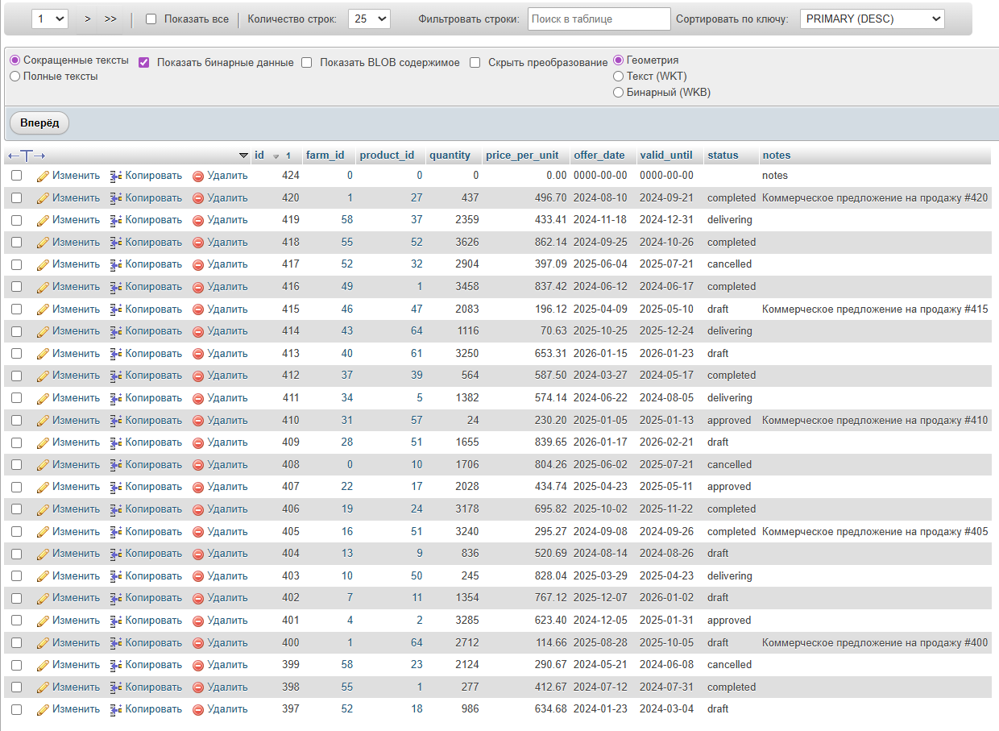 1 > >> Показать все Количество строк: 25 Фильтровать строки: Поиск в таблице Сортировать по ключу: PRIMARY (DESC)
Сокращенные тексты Показать бинарные данные Показать BLOB содержимое Скрыть преобразование Геометрия
Полные тексты Текст (WKT)
Бинарный (WKB)
Вперёд
←T→ id 1 farm_id product_id quantity price_per_unit offer_date valid_until status notes
Изменить Копировать Удалить 424 0 0 0 0.00 0000-00-00 0000-00-00 notes
Изменить Копировать Удалить 420 1 27 437 496.70 2024-08-10 2024-09-21 completed Коммерческое предложение на продажу #420
Изменить Копировать Удалить 419 58 37 2359 433.41 2024-11-18 2024-12-31 delivering
Изменить Копировать Удалить 418 55 52 3626 862.14 2024-09-25 2024-10-26 completed
Изменить Копировать Удалить 417 52 32 2904 397.09 2025-06-04 2025-07-21 cancelled
Изменить Копировать Удалить 416 49 1 3458 837.42 2024-06-12 2024-06-17 completed
Изменить Копировать Удалить 415 46 47 2083 196.12 2025-04-09 2025-05-10 draft Коммерческое предложение на продажу #415
Изменить Копировать Удалить 414 43 64 1116 70.63 2025-10-25 2025-12-24 delivering
Изменить Копировать Удалить 413 40 61 3250 653.31 2026-01-15 2026-01-23 draft
Изменить Копировать Удалить 412 37 39 564 587.50 2024-03-27 2024-05-17 completed
Изменить Копировать Удалить 411 34 5 1382 574.14 2024-06-22 2024-08-05 delivering
Изменить Копировать Удалить 410 31 57 24 230.20 2025-01-05 2025-01-13 approved Коммерческое предложение на продажу #410
Изменить Копировать Удалить 409 28 51 1655 839.65 2026-01-17 2026-02-21 draft
Изменить Копировать Удалить 408 0 10 1706 804.26 2025-06-02 2025-07-21 cancelled
Изменить Копировать Удалить 407 22 17 2028 434.74 2025-04-23 2025-05-11 approved
Изменить Копировать Удалить 406 19 24 3178 695.82 2025-10-02 2025-11-22 completed
Изменить Копировать Удалить 405 16 51 3240 295.27 2024-09-08 2024-09-26 completed Коммерческое предложение на продажу #405
Изменить Копировать Удалить 404 13 9 836 520.69 2024-08-14 2024-08-26 draft
Изменить Копировать Удалить 403 10 50 245 828.04 2025-03-29 2025-04-23 delivering
Изменить Копировать Удалить 402 7 11 1354 767.12 2025-12-07 2026-01-02 draft
Изменить Копировать Удалить 401 4 2 3285 623.40 2024-12-05 2025-01-31 approved
Изменить Копировать Удалить 400 1 64 2712 114.66 2025-08-28 2025-10-05 draft Коммерческое предложение на продажу #400
Изменить Копировать Удалить 399 58 23 2124 290.67 2024-05-21 2024-06-08 cancelled
Изменить Копировать Удалить 398 55 1 277 412.67 2024-07-12 2024-07-31 completed
Изменить Копировать Удалить 397 52 18 986 634.68 2024-01-23 2024-03-04 draft